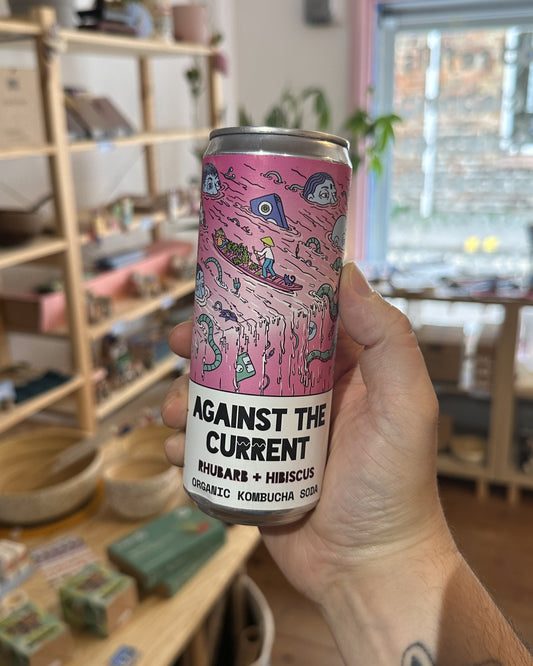 AGAINST THE
CURRENT
RHUBARB + HIBISCUS
ORGANIC KOMBUCHA SODA